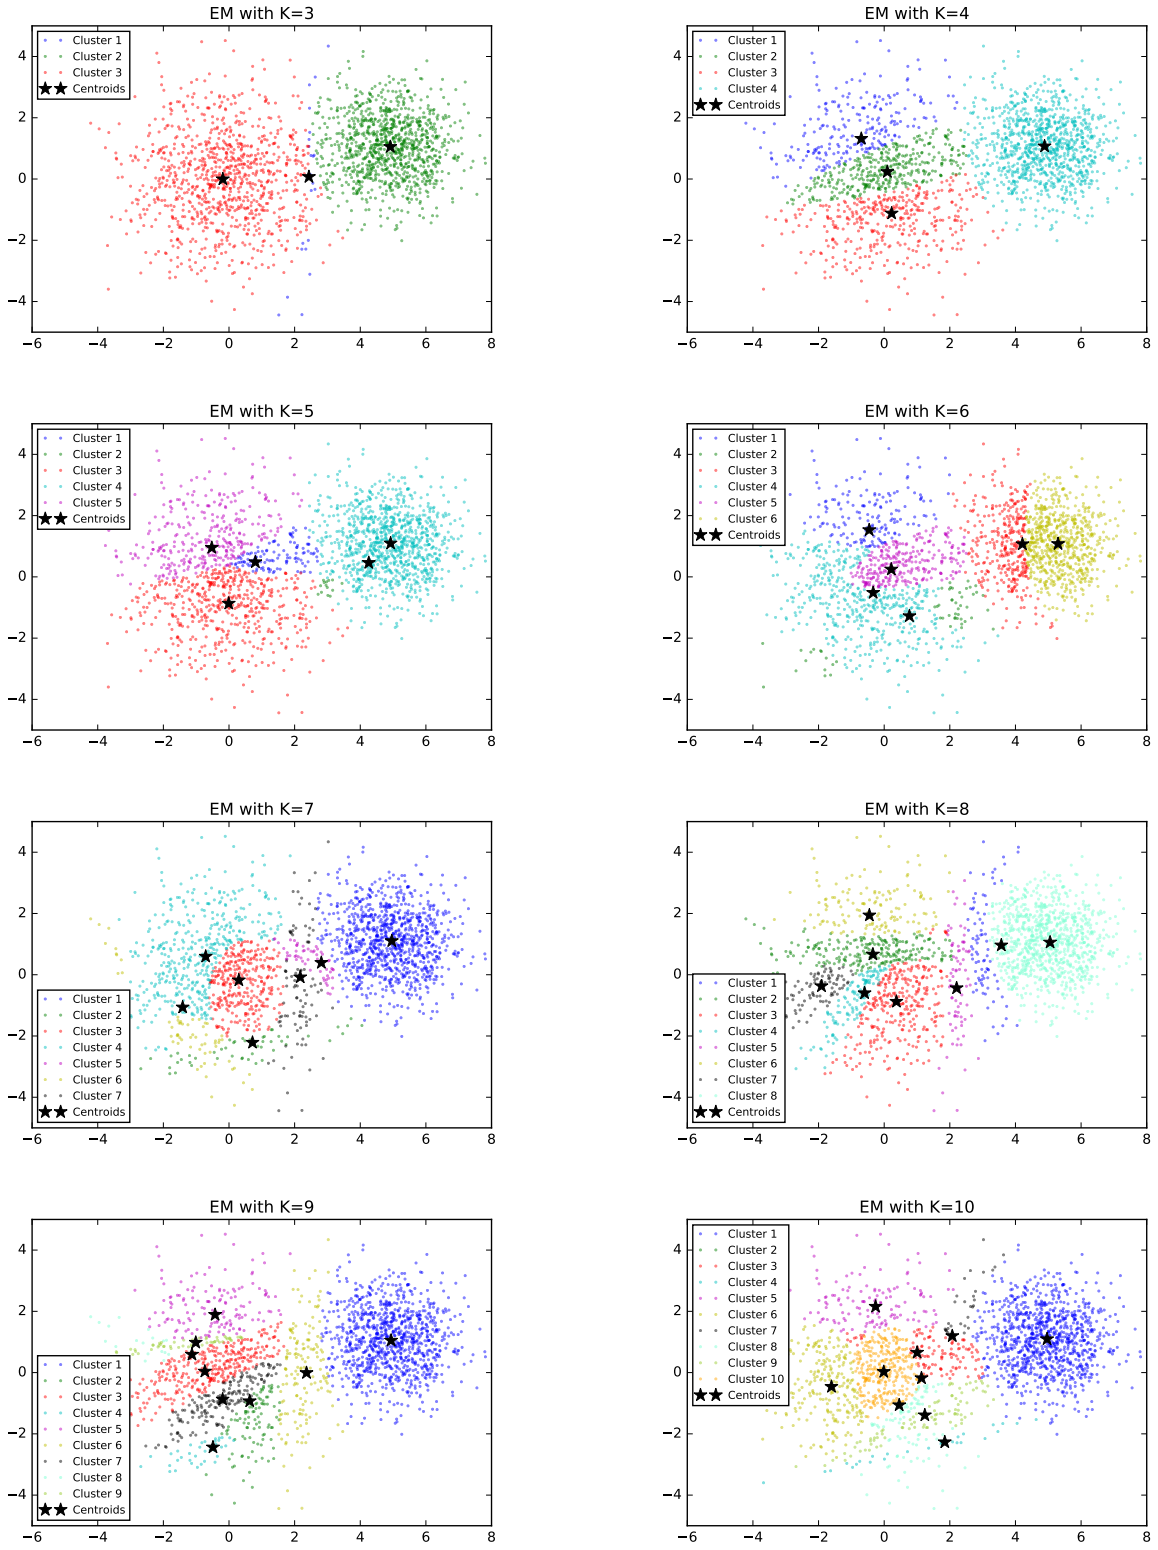 EM with K=3
4
2
0
−2
−4
−6 −4 −2 0 2 4 6 8
Cluster 1
Cluster 2
Cluster 3
Centroids
EM with K=4
4
2
0
−2
−4
−6 −4 −2 0 2 4 6 8
Cluster 1
Cluster 2
Cluster 3
Cluster 4
Centroids
EM with K=5
4
2
0
−2
−4
−6 −4 −2 0 2 4 6 8
Cluster 1
Cluster 2
Cluster 3
Cluster 4
Cluster 5
Centroids
EM with K=6
4
2
0
−2
−4
−6 −4 −2 0 2 4 6 8
Cluster 1
Cluster 2
Cluster 3
Cluster 4
Cluster 5
Cluster 6
Centroids
EM with K=7
4
2
0
−2
−4
−6 −4 −2 0 2 4 6 8
Cluster 1
Cluster 2
Cluster 3
Cluster 4
Cluster 5
Cluster 6
Cluster 7
Centroids
EM with K=8
4
2
0
−2
−4
−6 −4 −2 0 2 4 6 8
Cluster 1
Cluster 2
Cluster 3
Cluster 4
Cluster 5
Cluster 6
Cluster 7
Cluster 8
Centroids
EM with K=9
4
2
0
−2
−4
−6 −4 −2 0 2 4 6 8
Cluster 1
Cluster 2
Cluster 3
Cluster 4
Cluster 5
Cluster 6
Cluster 7
Cluster 8
Cluster 9
Centroids
EM with K=10
4
2
0
−2
−4
−6 −4 −2 0 2 4 6 8
Cluster 1
Cluster 2
Cluster 3
Cluster 4
Cluster 5
Cluster 6
Cluster 7
Cluster 8
Cluster 9
Cluster 10
Centroids